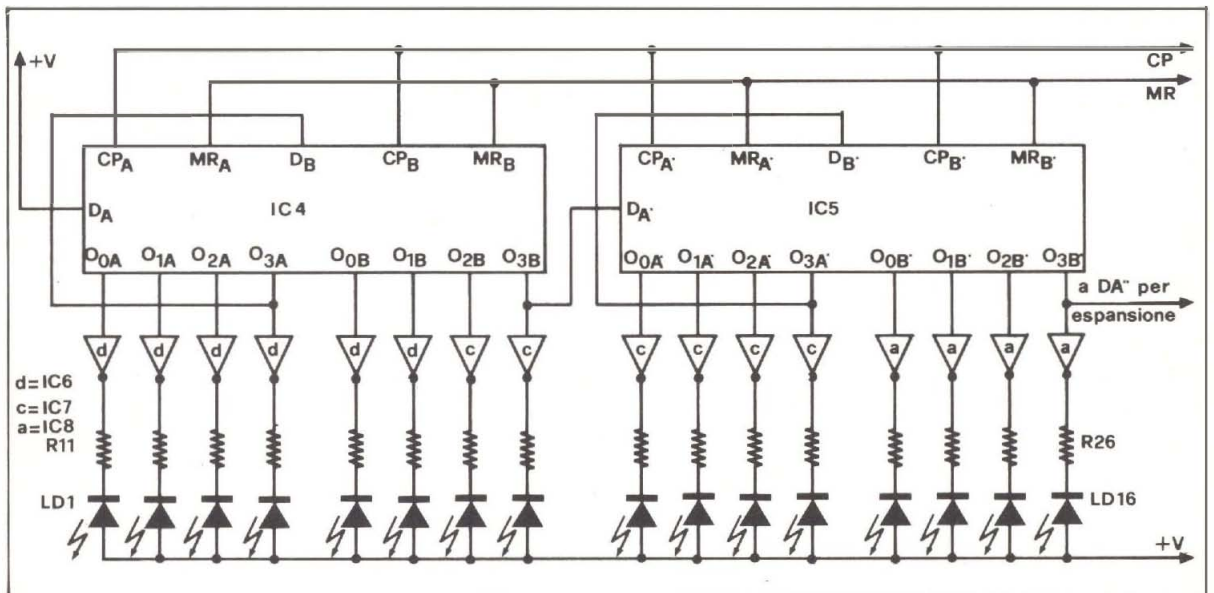 +V
CP
MR
CPA MRA DB CPB MRB
CPA' MRA' DB' CPB' MRB'
DA IC4
DA' IC5
O0A O1A O2A O3A O0B O1B O2B O3B
O0A' O1A' O2A' O3A' O0B' O1B' O2B' O3B'
a DA'' per
espansione
d d d d d d c c c c c c a a a a
d=IC6
c=IC7
a=IC8
R11
R26
LD1
LD16
+V